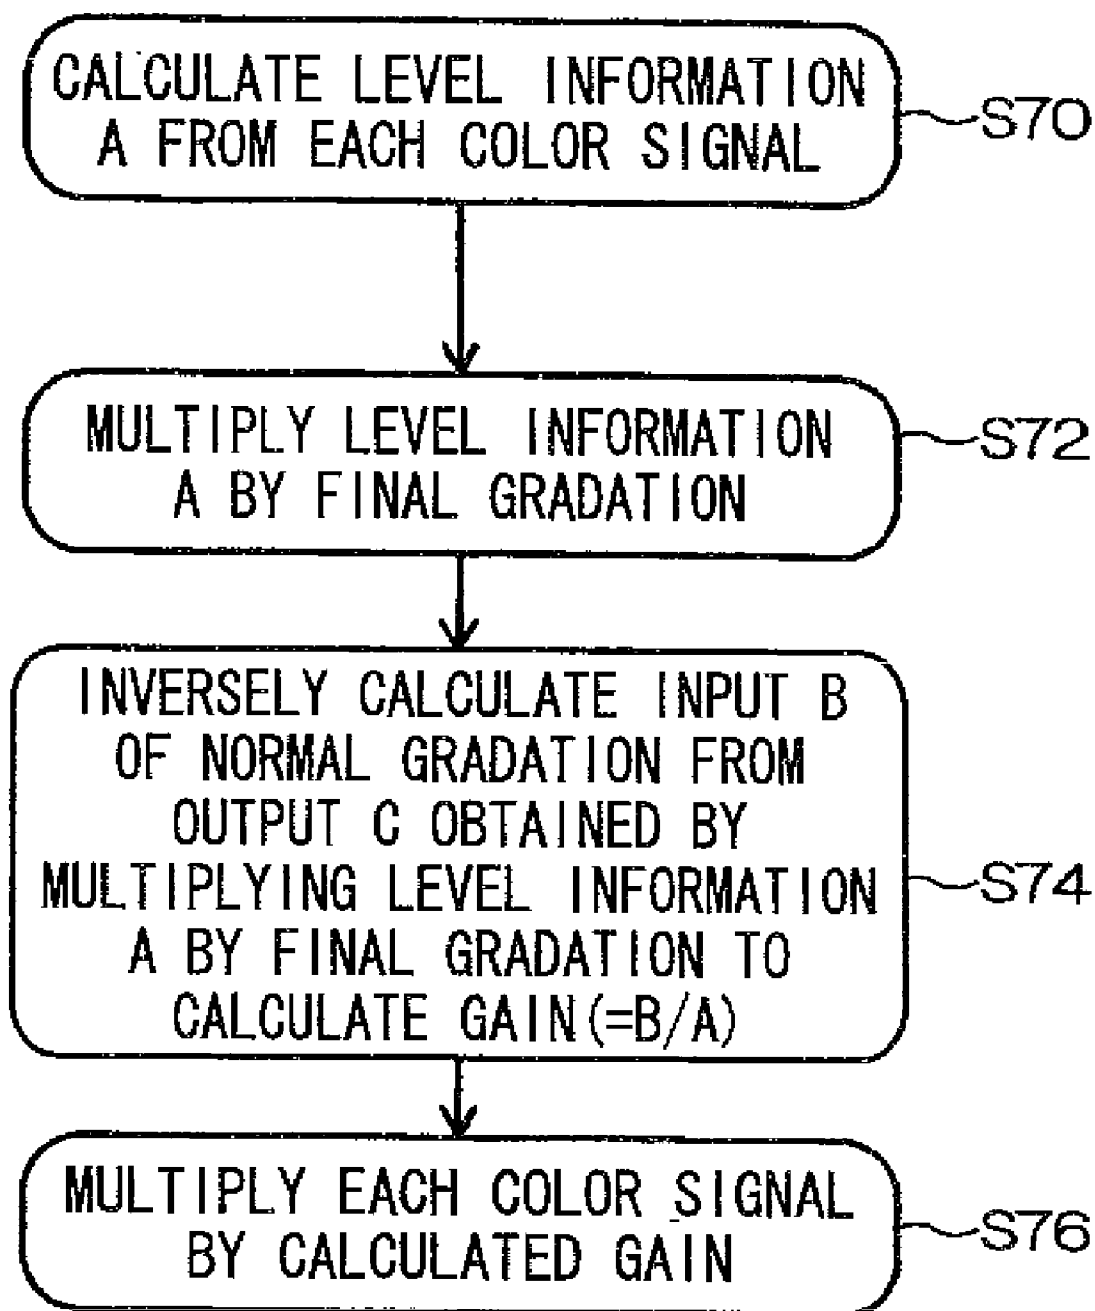 CALCULATE LEVEL INFORMATION
A FROM EACH COLOR SIGNAL
S70
MULTIPLY LEVEL INFORMATION
A BY FINAL GRADATION
S72
INVERSELY CALCULATE INPUT B
OF NORMAL GRADATION FROM
OUTPUT C OBTAINED BY
MULTIPLYING LEVEL INFORMATION
A BY FINAL GRADATION TO
CALCULATE GAIN(=B/A)
S74
MULTIPLY EACH COLOR SIGNAL
BY CALCULATED GAIN
S76